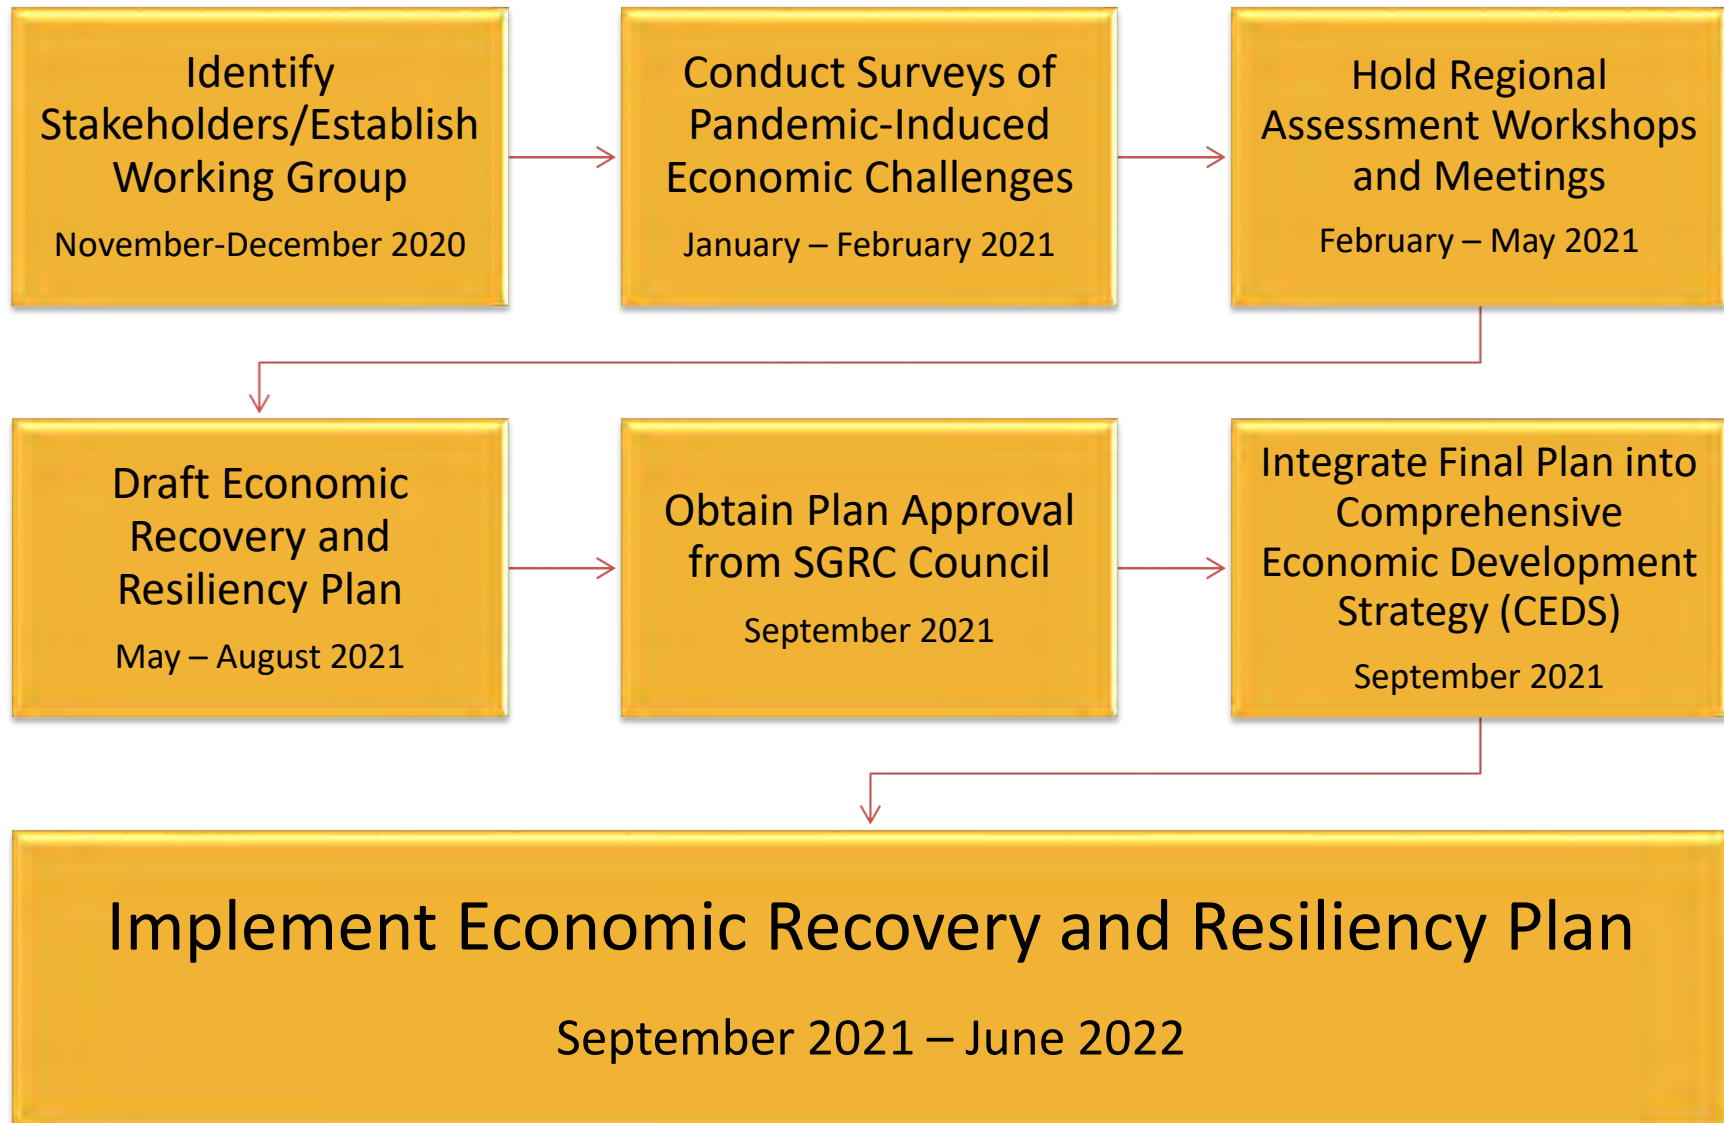 Identify
Stakeholders/Establish
Working Group
November-December 2020
Conduct Surveys of
Pandemic-Induced
Economic Challenges
January – February 2021
Hold Regional
Assessment Workshops
and Meetings
February – May 2021
Draft Economic
Recovery and
Resiliency Plan
May – August 2021
Obtain Plan Approval
from SGRC Council
September 2021
Integrate Final Plan into
Comprehensive
Economic Development
Strategy (CEDS)
September 2021
Implement Economic Recovery and Resiliency Plan
September 2021 – June 2022